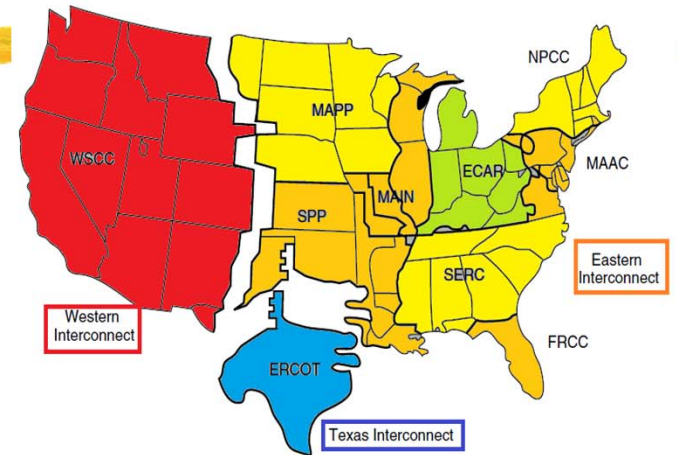 NPCC
MAPP
WSCC
ECAR
MAAC
MAIN
SPP
SERC
Eastern
Interconnect
Western
Interconnect
FRCC
ERCOT
Texas Interconnect